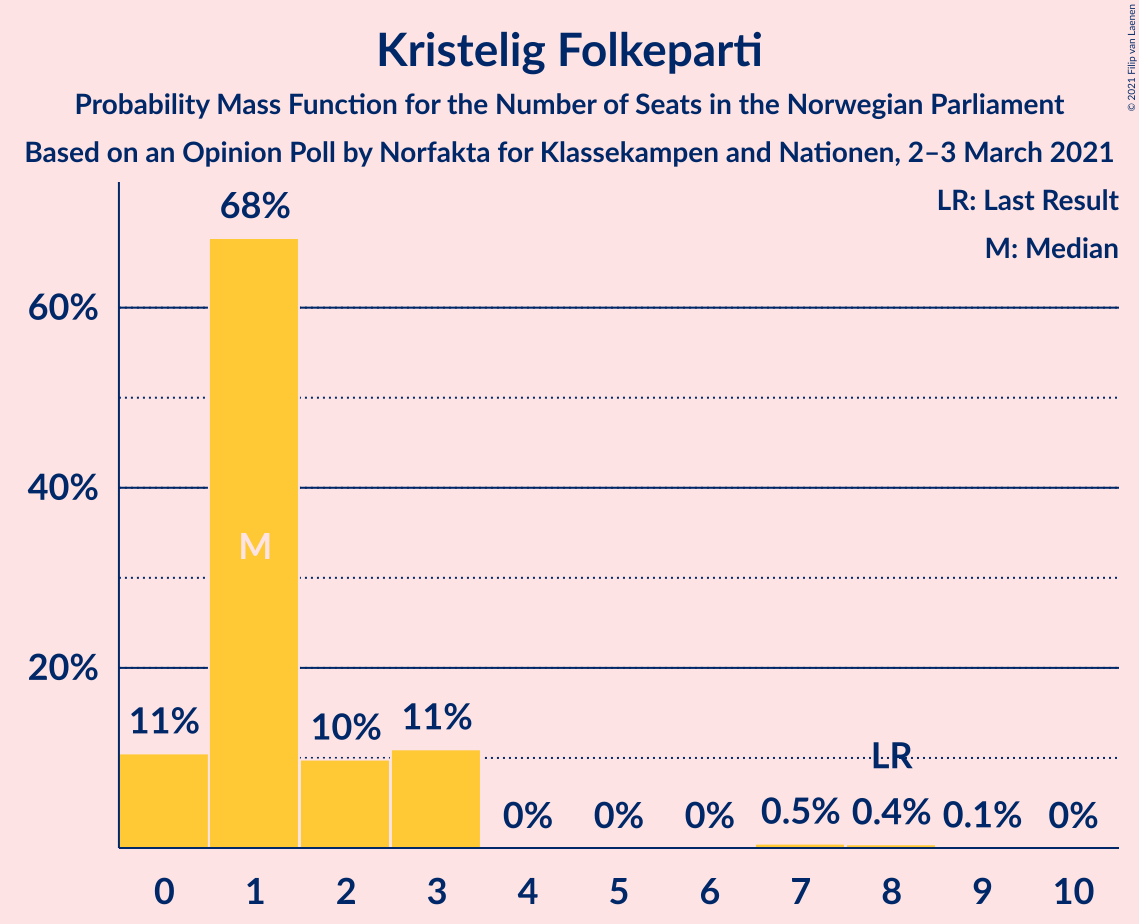 Kristelig Folkeparti
Probability Mass Function for the Number of Seats in the Norwegian Parliament
Based on an Opinion Poll by Norfakta for Klassekampen and Nationen, 2–3 March 2021
© 2021 Filip van Laenen
LR: Last Result
M: Median
68%
60%
40%
M
20%
11% 10% 11%
LR
0% 0% 0% 0.5% 0.4% 0.1% 0%
0 1 2 3 4 5 6 7 8 9 10